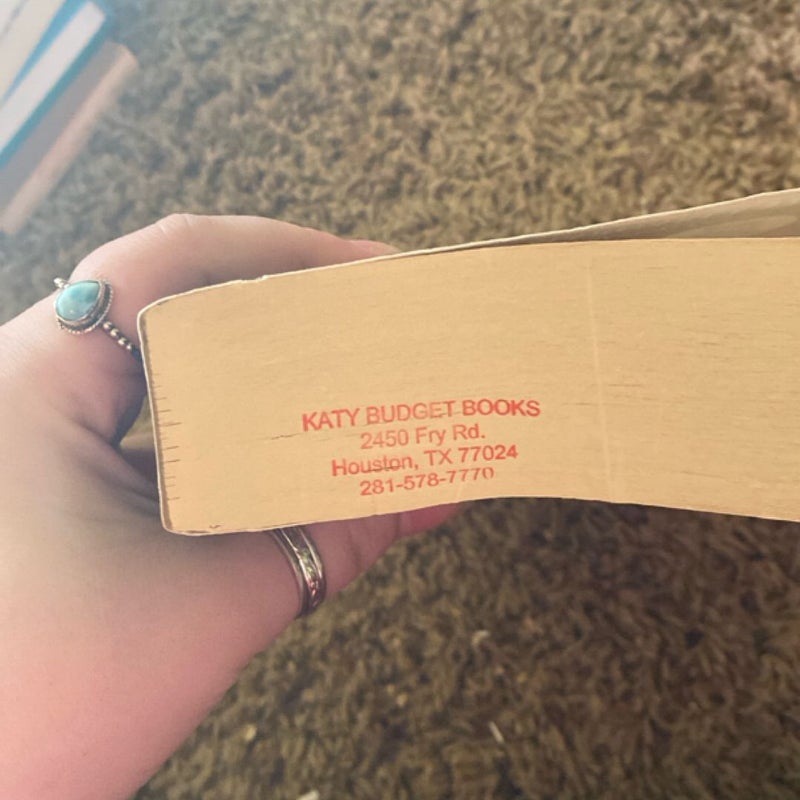 KATY BUDGET BOOKS
2450 Fry Rd.
Houston, TX 77024
281-578-7770